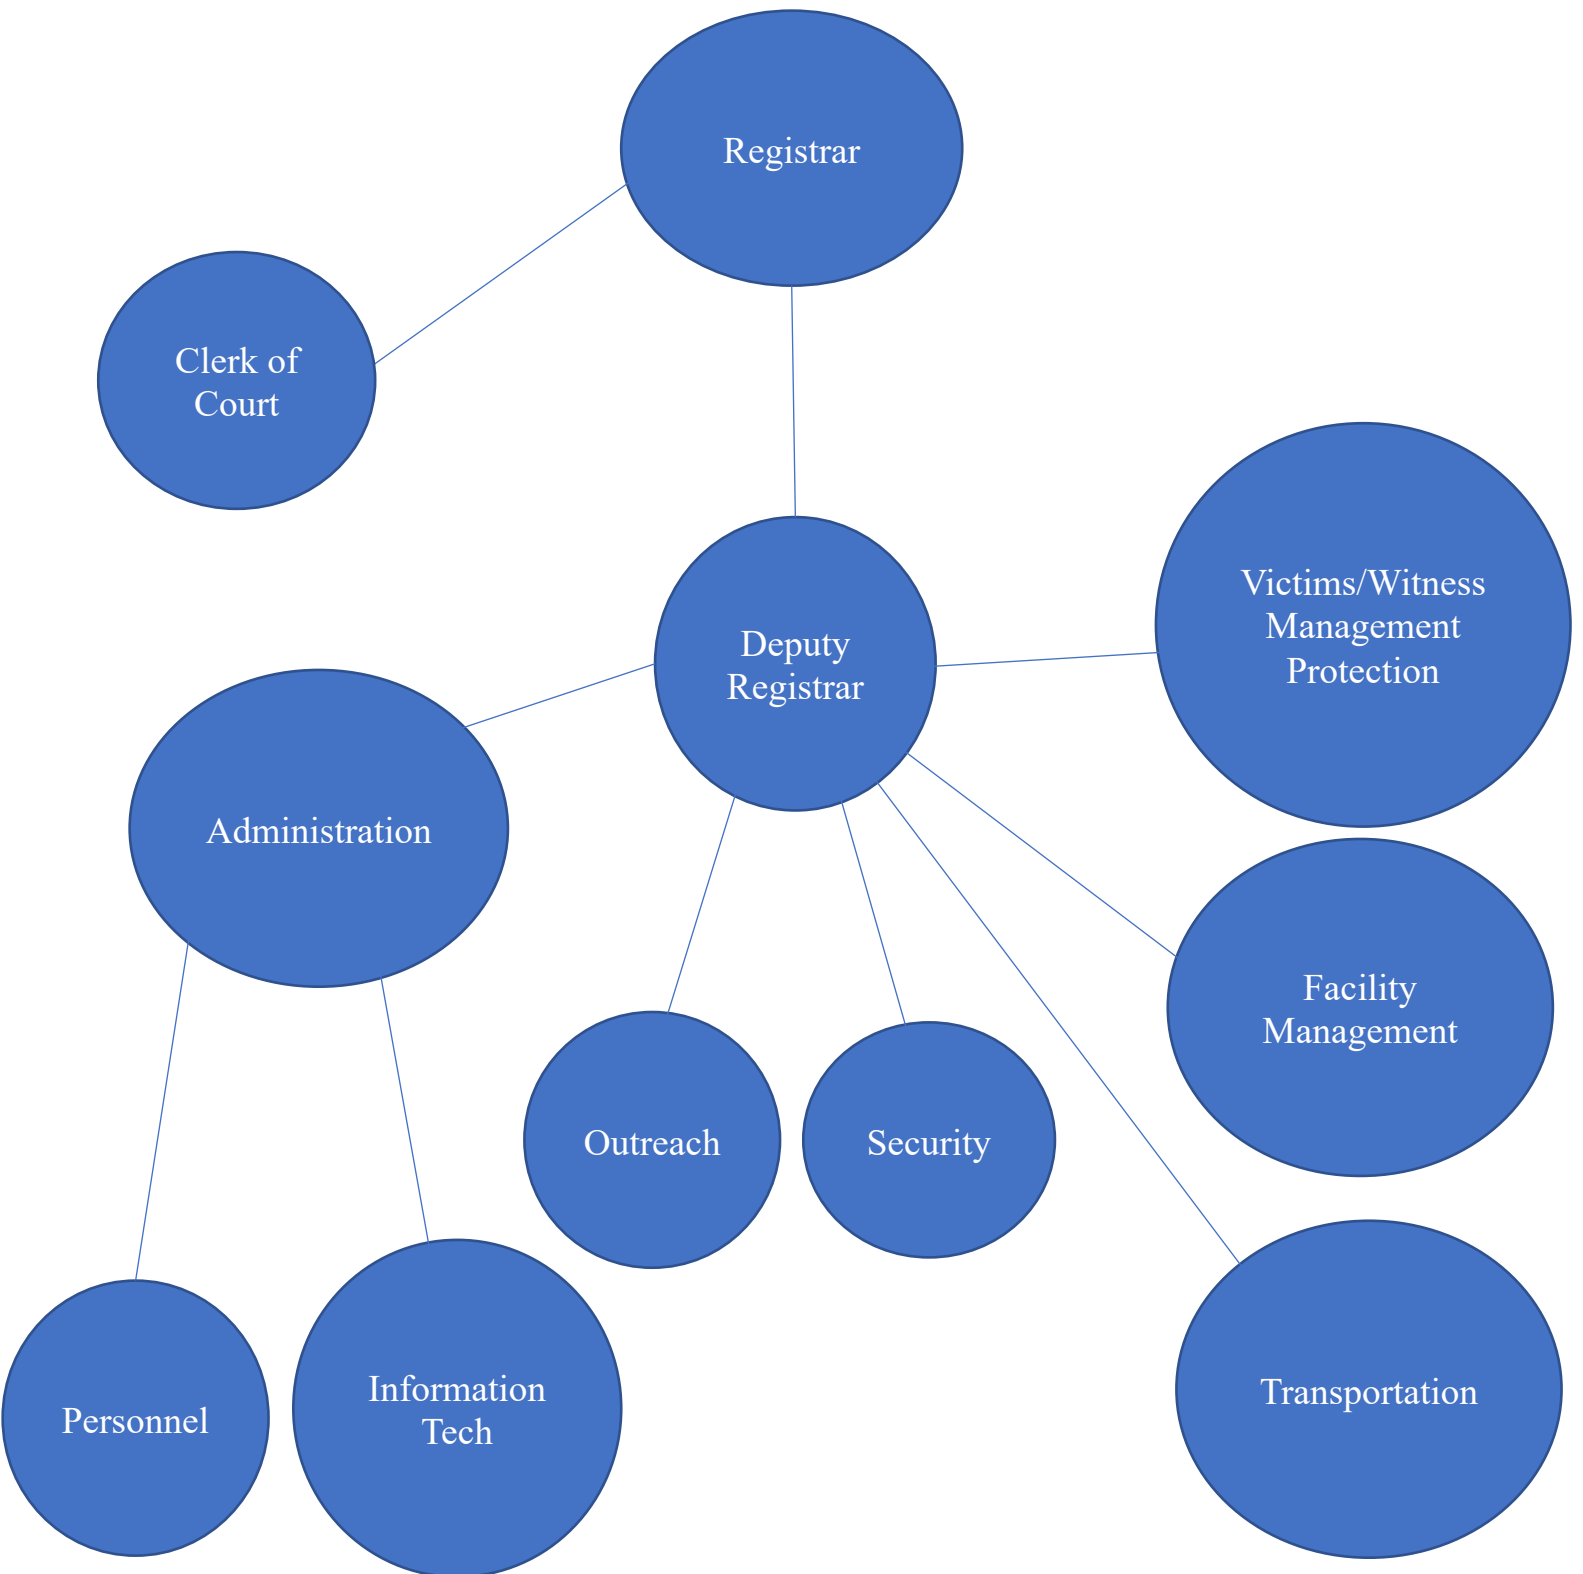 Registrar
Clerk of
Court
Victims/Witness
Management
Protection
Deputy
Registrar
Administration
Facility
Management
Outreach
Security
Personnel
Information
Tech
Transportation